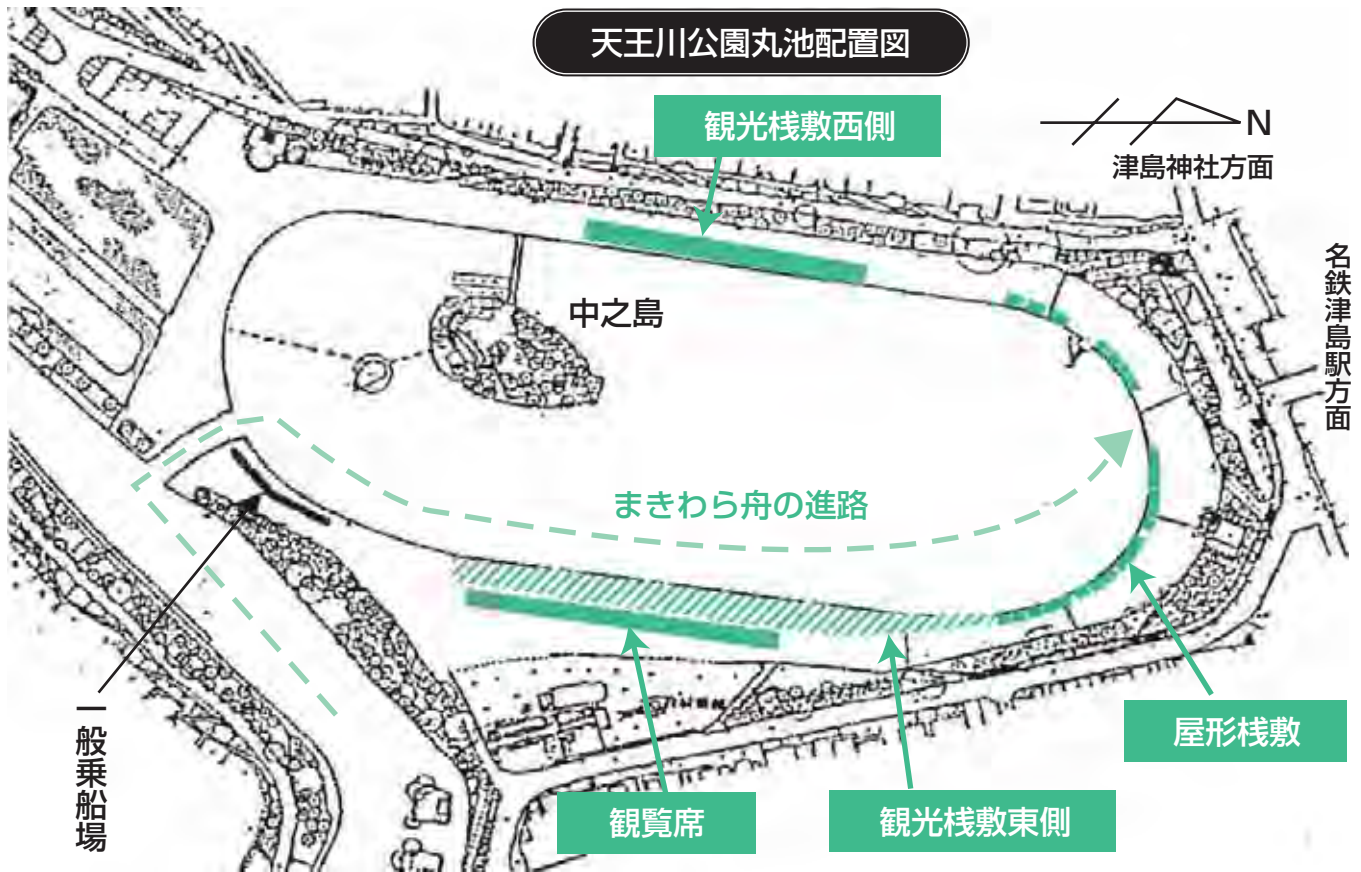 天王川公園丸池配置図
観光桟敷西側
N
津島神社方面
名鉄津島駅方面
中之島
まきわら舟の進路
一般乗船場
屋形桟敷
観覧席
観光桟敷東側